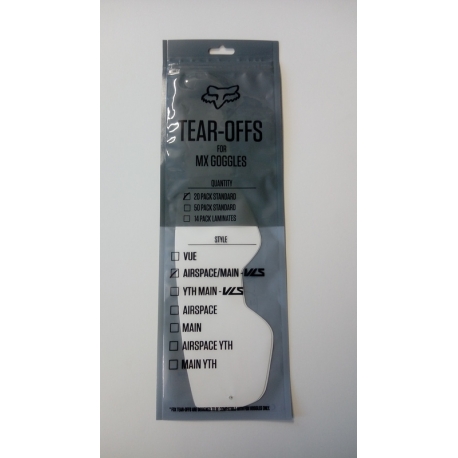 TEAR-OFFS
FOR
MX GOGGLES
QUANTITY
20 PACK STANDARD
50 PACK STANDARD
14 PACK LAMINATES
STYLE
VUE
AIRSPACE/MAIN-VLS
YTH MAIN-VLS
AIRSPACE
MAIN
AIRSPACE YTH
MAIN YTH